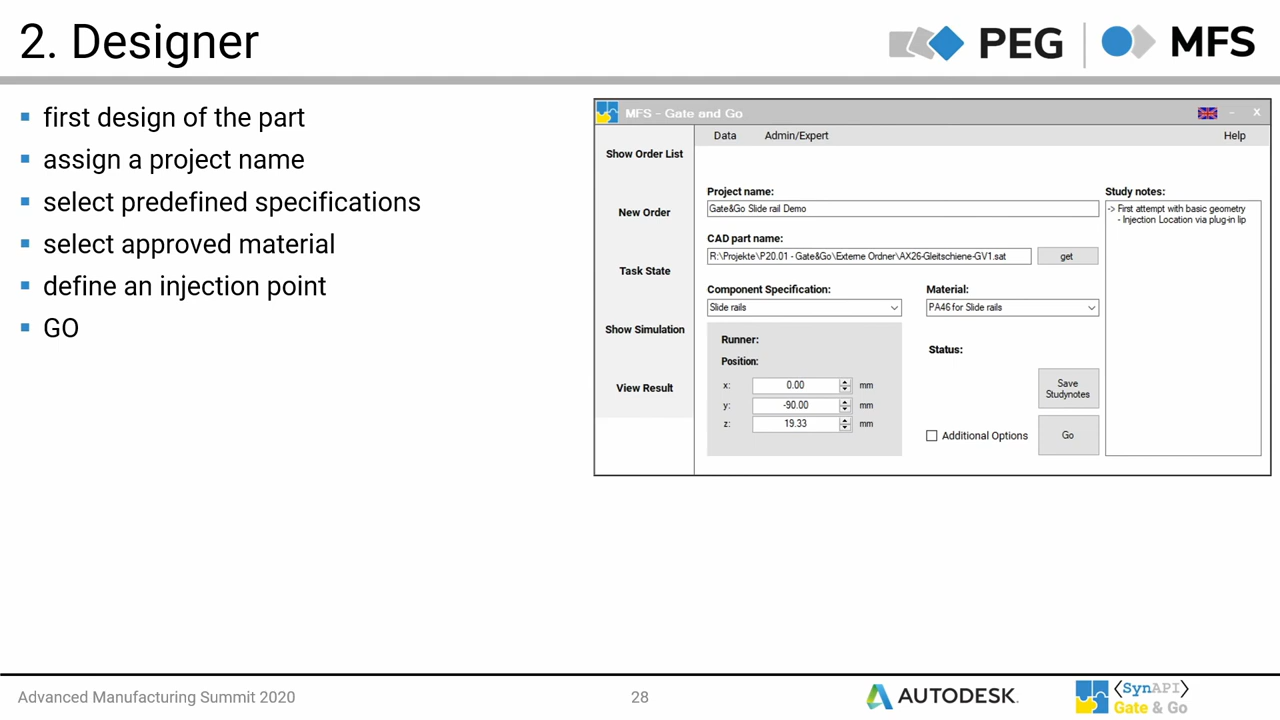 2. Designer
PEG | MFS
first design of the part
assign a project name
select predefined specifications
select approved material
define an injection point
GO
MFS - Gate and Go
– X
Data Admin/Expert Help
Show Order List
New Order
Task State
Show Simulation
View Result
Project name:
Gate&Go Slide rail Demo
CAD part name:
R:\Projekte\P20.01 - Gate&Go\Externe Ordner\AX26-Gleitschiene-GV1.sat
get
Component Specification:
Slide rails
Material:
PA46 for Slide rails
Runner:
Position:
x: 0.00 mm
y: -90.00 mm
z: 19.33 mm
Status:
Save
Studynotes
Additional Options
Go
Study notes:
-> First attempt with basic geometry
- Injection Location via plug-in lip
Advanced Manufacturing Summit 2020
28
AUTODESK.
⟨SynAPI⟩
Gate & Go